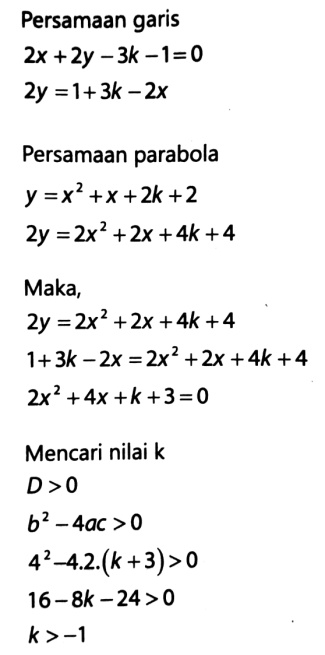 Persamaan garis
2x + 2y − 3k − 1 = 0
2y = 1 + 3k − 2x
Persamaan parabola
y = x² + x + 2k + 2
2y = 2x² + 2x + 4k + 4
Maka,
2y = 2x² + 2x + 4k + 4
1 + 3k − 2x = 2x² + 2x + 4k + 4
2x² + 4x + k + 3 = 0
Mencari nilai k
D > 0
b² − 4ac > 0
4² − 4.2.(k + 3) > 0
16 − 8k − 24 > 0
k > −1